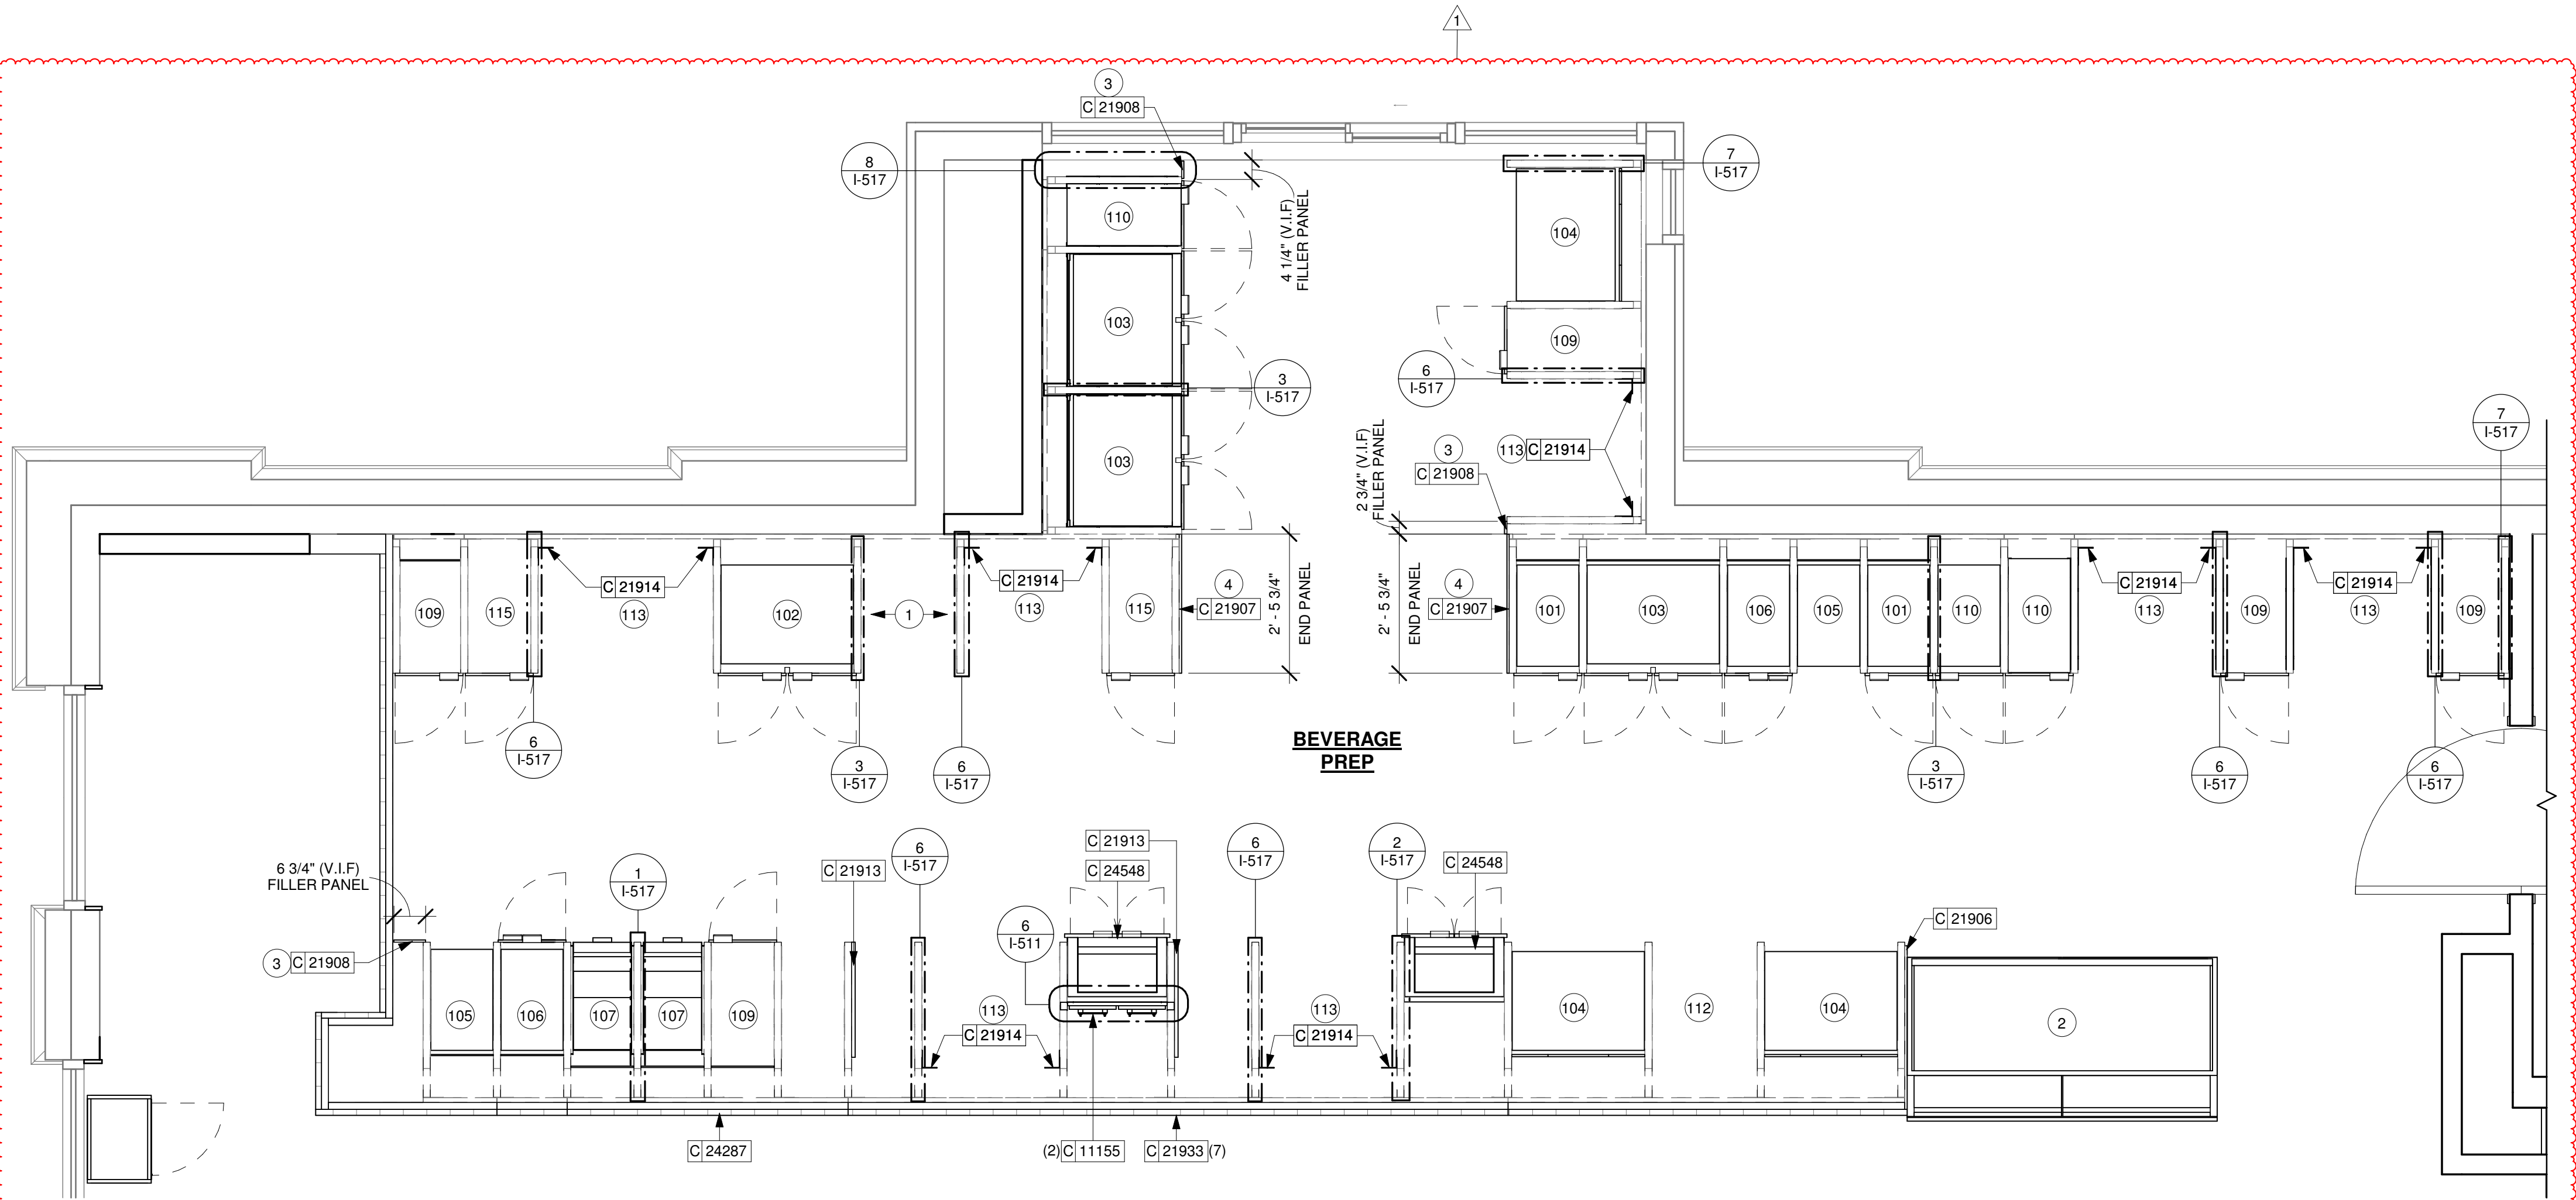 1
3
C 21908
8
I-517
7
I-517
110
4 1/4" (V.I.F)
FILLER PANEL
104
103
109
3
I-517
6
I-517
7
I-517
103
2 3/4" (V.I.F)
FILLER PANEL
3
C 21908
113 C 21914
109
115
C 21914
113
102
1
C 21914
113
115
4
C 21907
2' - 5 3/4"
END PANEL
2' - 5 3/4"
END PANEL
4
C 21907
101
103
106
105
101
110
110
C 21914
113
109
C 21914
113
109
6
I-517
3
I-517
6
I-517
BEVERAGE
PREP
3
I-517
6
I-517
6
I-517
6 3/4" (V.I.F)
FILLER PANEL
1
I-517
C 21913
6
I-517
C 21913
C 24548
6
I-517
2
I-517
C 24548
C 21906
3 C 21908
6
I-511
105
106
107
107
109
113
C 21914
113
C 21914
104
112
104
2
C 24287
(2) C 11155
C 21933 (7)